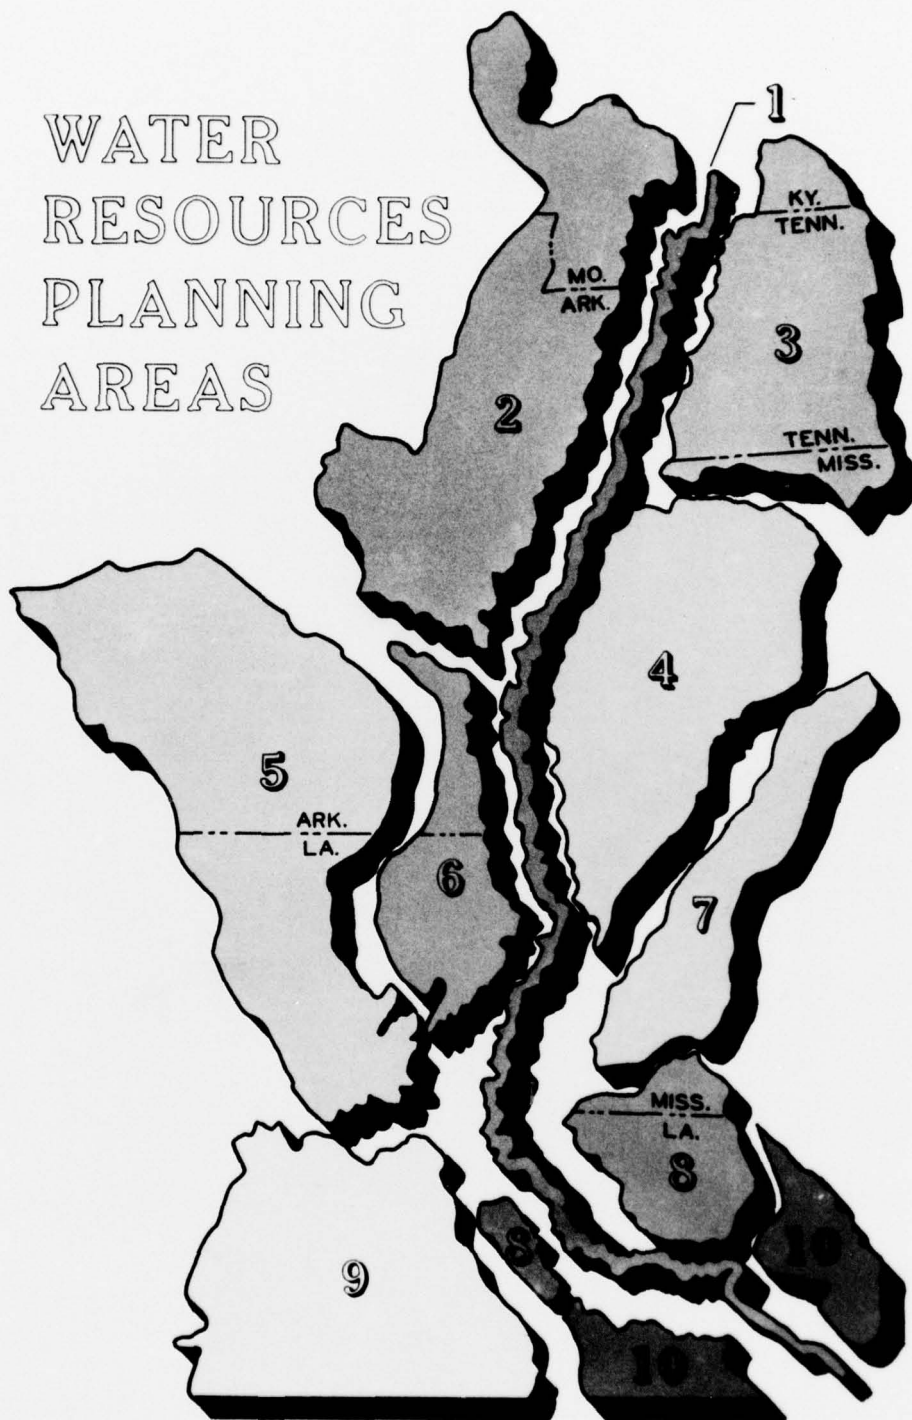 WATER
RESOURCES
PLANNING
AREAS
1
KY.
TENN.
MO.
ARK.
3
2
TENN.
MISS.
4
5
ARK.
LA.
6
7
MISS.
LA.
8
8
10
9
10